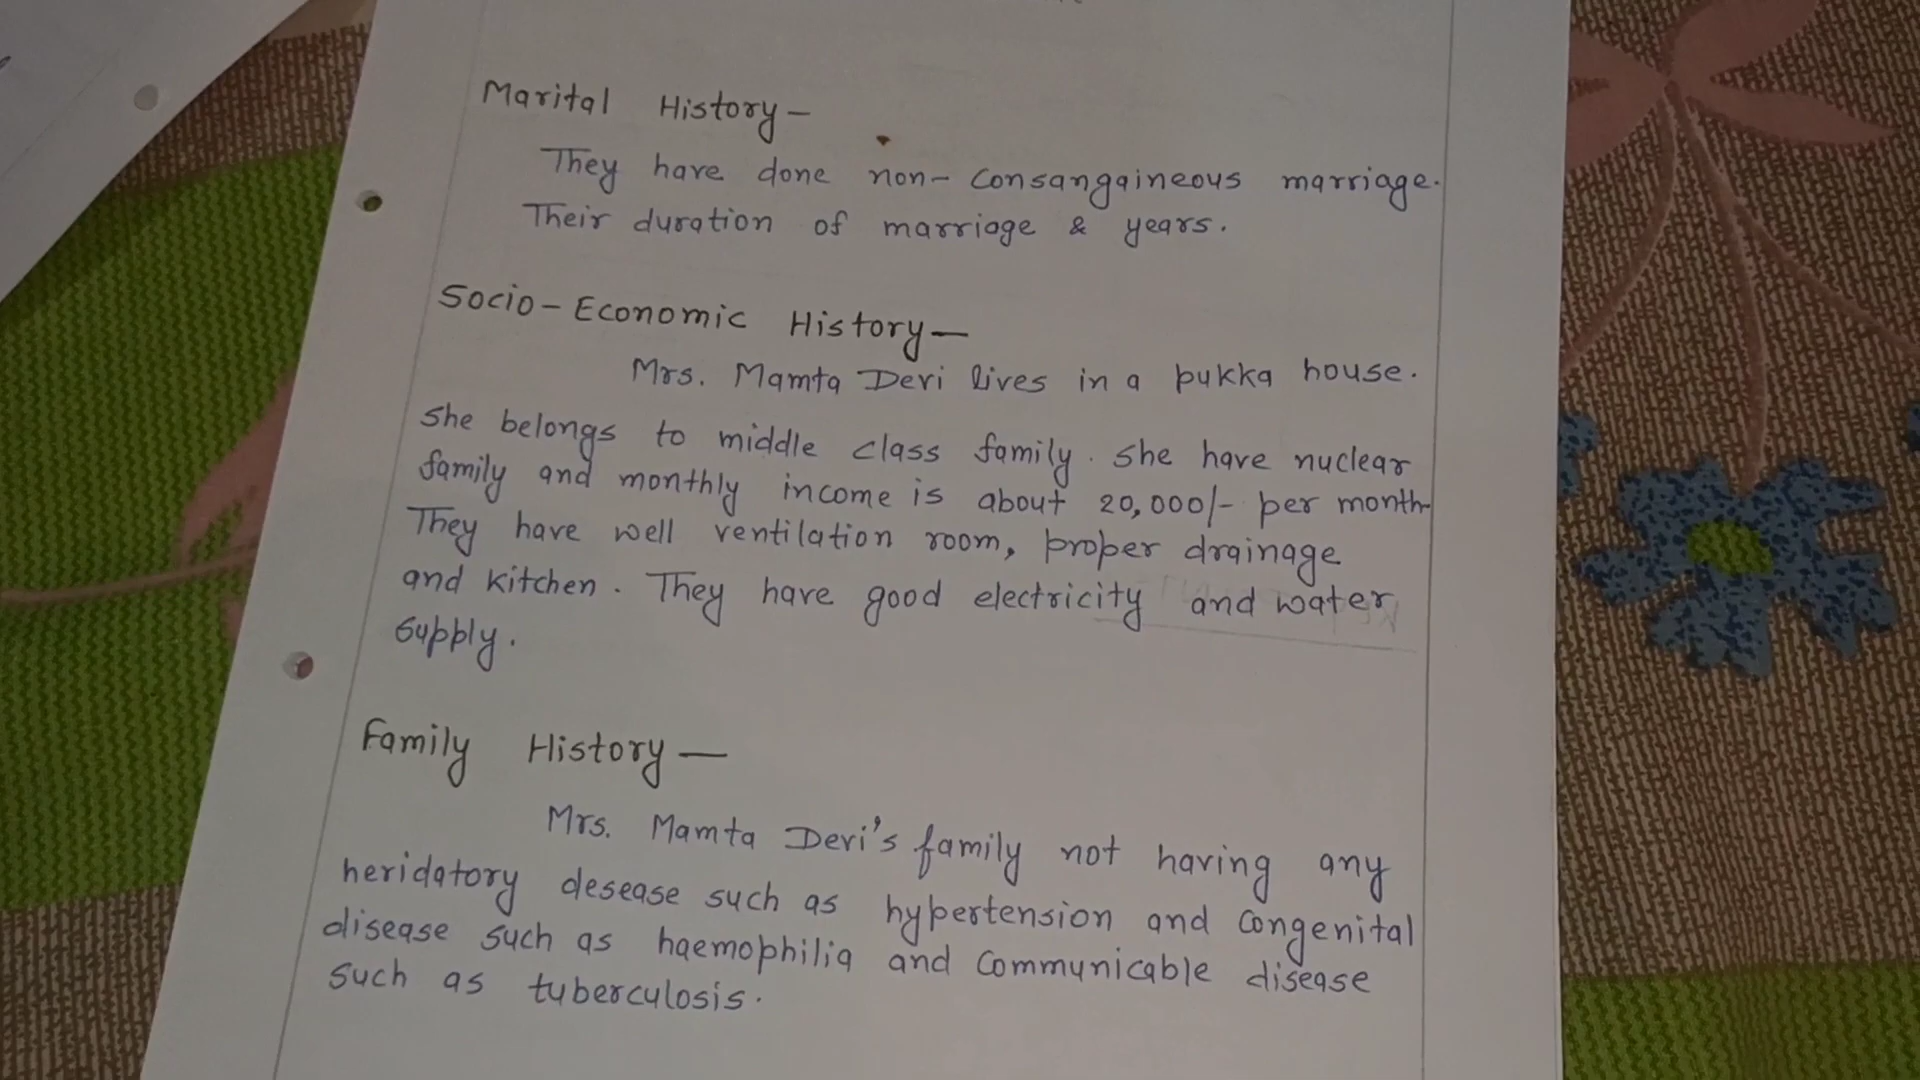 Marital History-
They have done non-consangaineous marriage.
Their duration of marriage & years.
Socio-Economic History-
Mrs. Mamta Devi lives in a pukka house.
She belongs to middle class family. She have nuclear
family and monthly income is about 20,000/- per month-
They have well ventilation room, proper drainage
and kitchen. They have good electricity and water
supply.
Family History-
Mrs. Mamta Devi's family not having any
heridatory desease such as hypertension and congenital
disease such as haemophilia and communicable disease
such as tuberculosis.